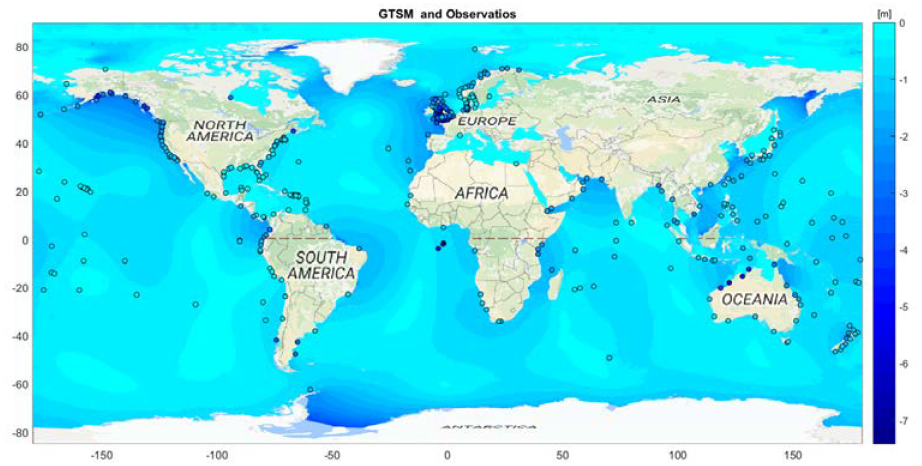 GTSM and Observatios
[m]
80
60
40
20
0
-20
-40
-60
-80
-150
-100
-50
0
50
100
150
0
-1
-2
-3
-4
-5
-6
-7
NORTH
AMERICA
EUROPE
ASIA
AFRICA
SOUTH
AMERICA
OCEANIA
ANTARCTICA